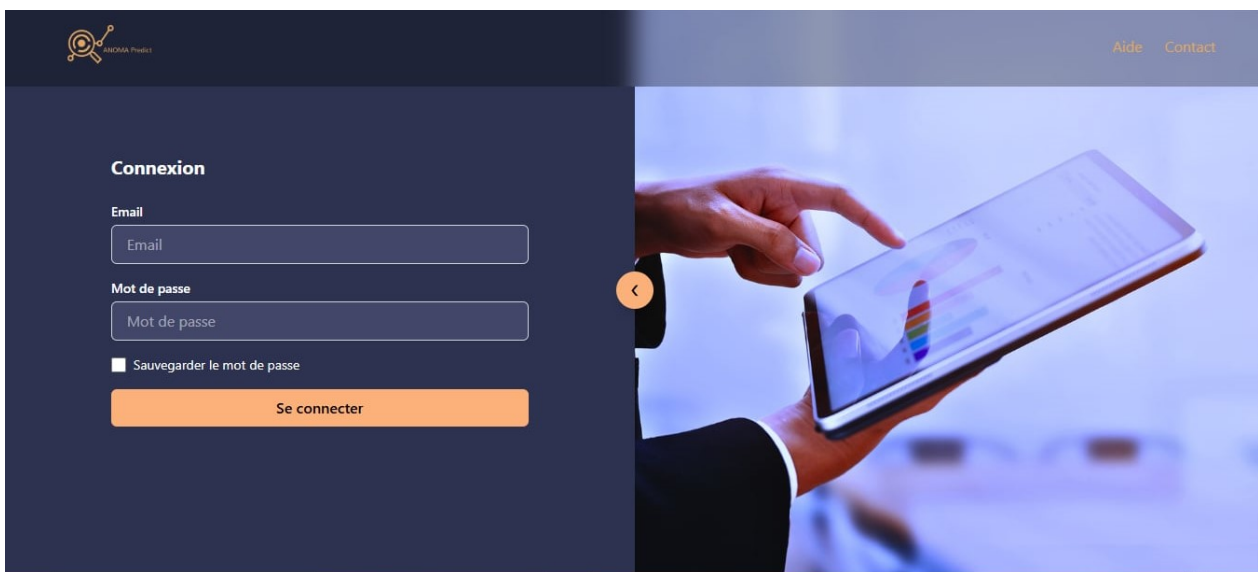 ANOMA Predict
Aide Contact
Connexion
Email
Email
Mot de passe
Mot de passe
Sauvegarder le mot de passe
Se connecter